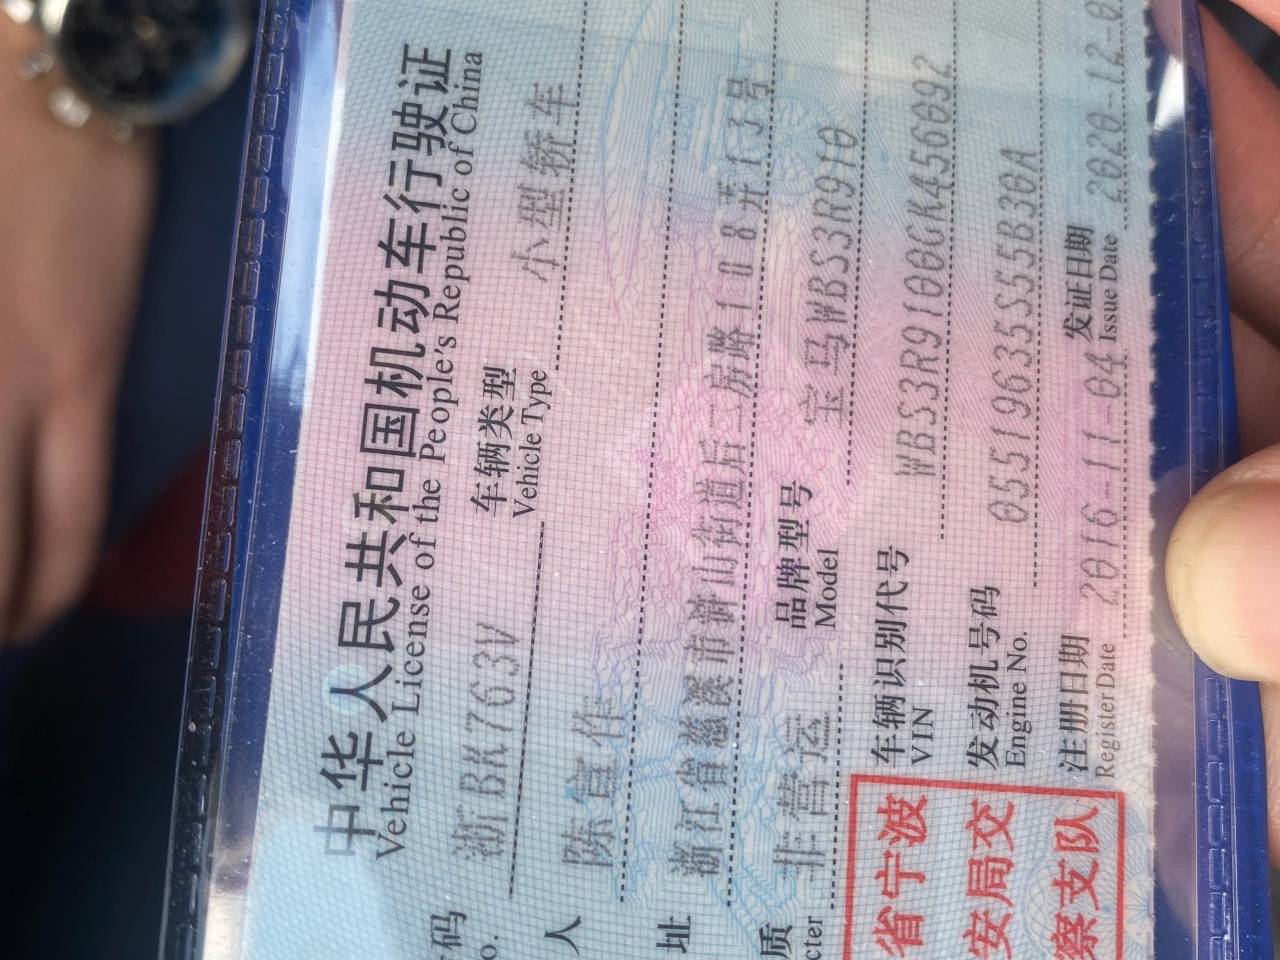 中华人民共和国机动车行驶证
Vehicle License of the People's Republic of China
码 浙BK763V 车辆类型 小型轿车
o. Vehicle Type
人 陈宣作
址 浙江省慈溪市浒山街道后二房路108弄13号
质 非营运 品牌型号 宝马WBS3R910
cter Model
省宁波
安局交
察支队
车辆识别代号 WBS3R9100GK456092
VIN
发动机号码 05519635S55B30A
Engine No.
注册日期 2016-11-04 发证日期 2020-12-0
Register Date Issue Date